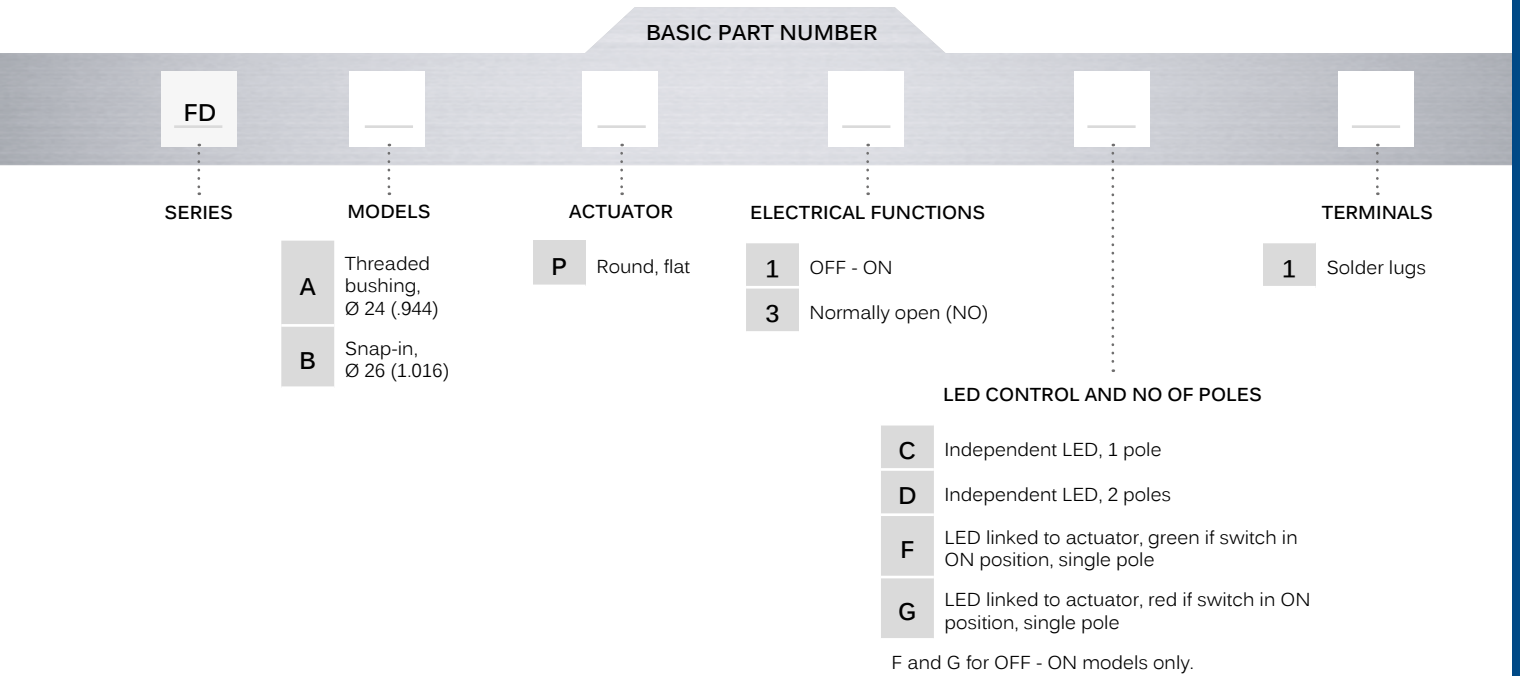 BASIC PART NUMBER
FD
SERIES
MODELS
A
Threaded
bushing,
Ø 24 (.944)
B
Snap-in,
Ø 26 (1.016)
ACTUATOR
P
Round, flat
ELECTRICAL FUNCTIONS
1
OFF - ON
3
Normally open (NO)
LED CONTROL AND NO OF POLES
C
Independent LED, 1 pole
D
Independent LED, 2 poles
F
LED linked to actuator, green if switch in
ON position, single pole
G
LED linked to actuator, red if switch in ON
position, single pole
F and G for OFF - ON models only.
TERMINALS
1
Solder lugs